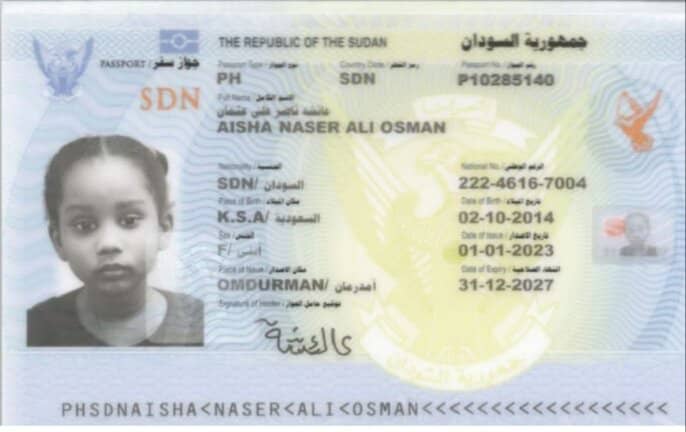 THE REPUBLIC OF THE SUDAN جمهورية السودان
PASSPORT / جواز سفر
Passport Type / نوع الجواز Country Code / رمز القطر Passport No. / رقم الجواز
PH SDN P10285140
SDN
Full Name / الاسم الكامل
عائشة ناصر علي عثمان
AISHA NASER ALI OSMAN
Nationality / الجنسية National No. / الرقم الوطني
SDN/ السودان 222-4616-7004
Place of Birth / مكان الميلاد Date of Birth / تاريخ الميلاد
K.S.A/ السعودية 02-10-2014
Sex / Date of Issue / تاريخ الاصدار
F/ 01-01-2023
Place of Issue / مكان الاصدار Date of Expiry /
OMDURMAN/ أمدرمان 31-12-2027
Signature of Holder / توقيع حامل الجواز
جمهورية السودان
PHSDNAISHA<NASER<ALI<OSMAN<<<<<<<<<<<<<<<<<<